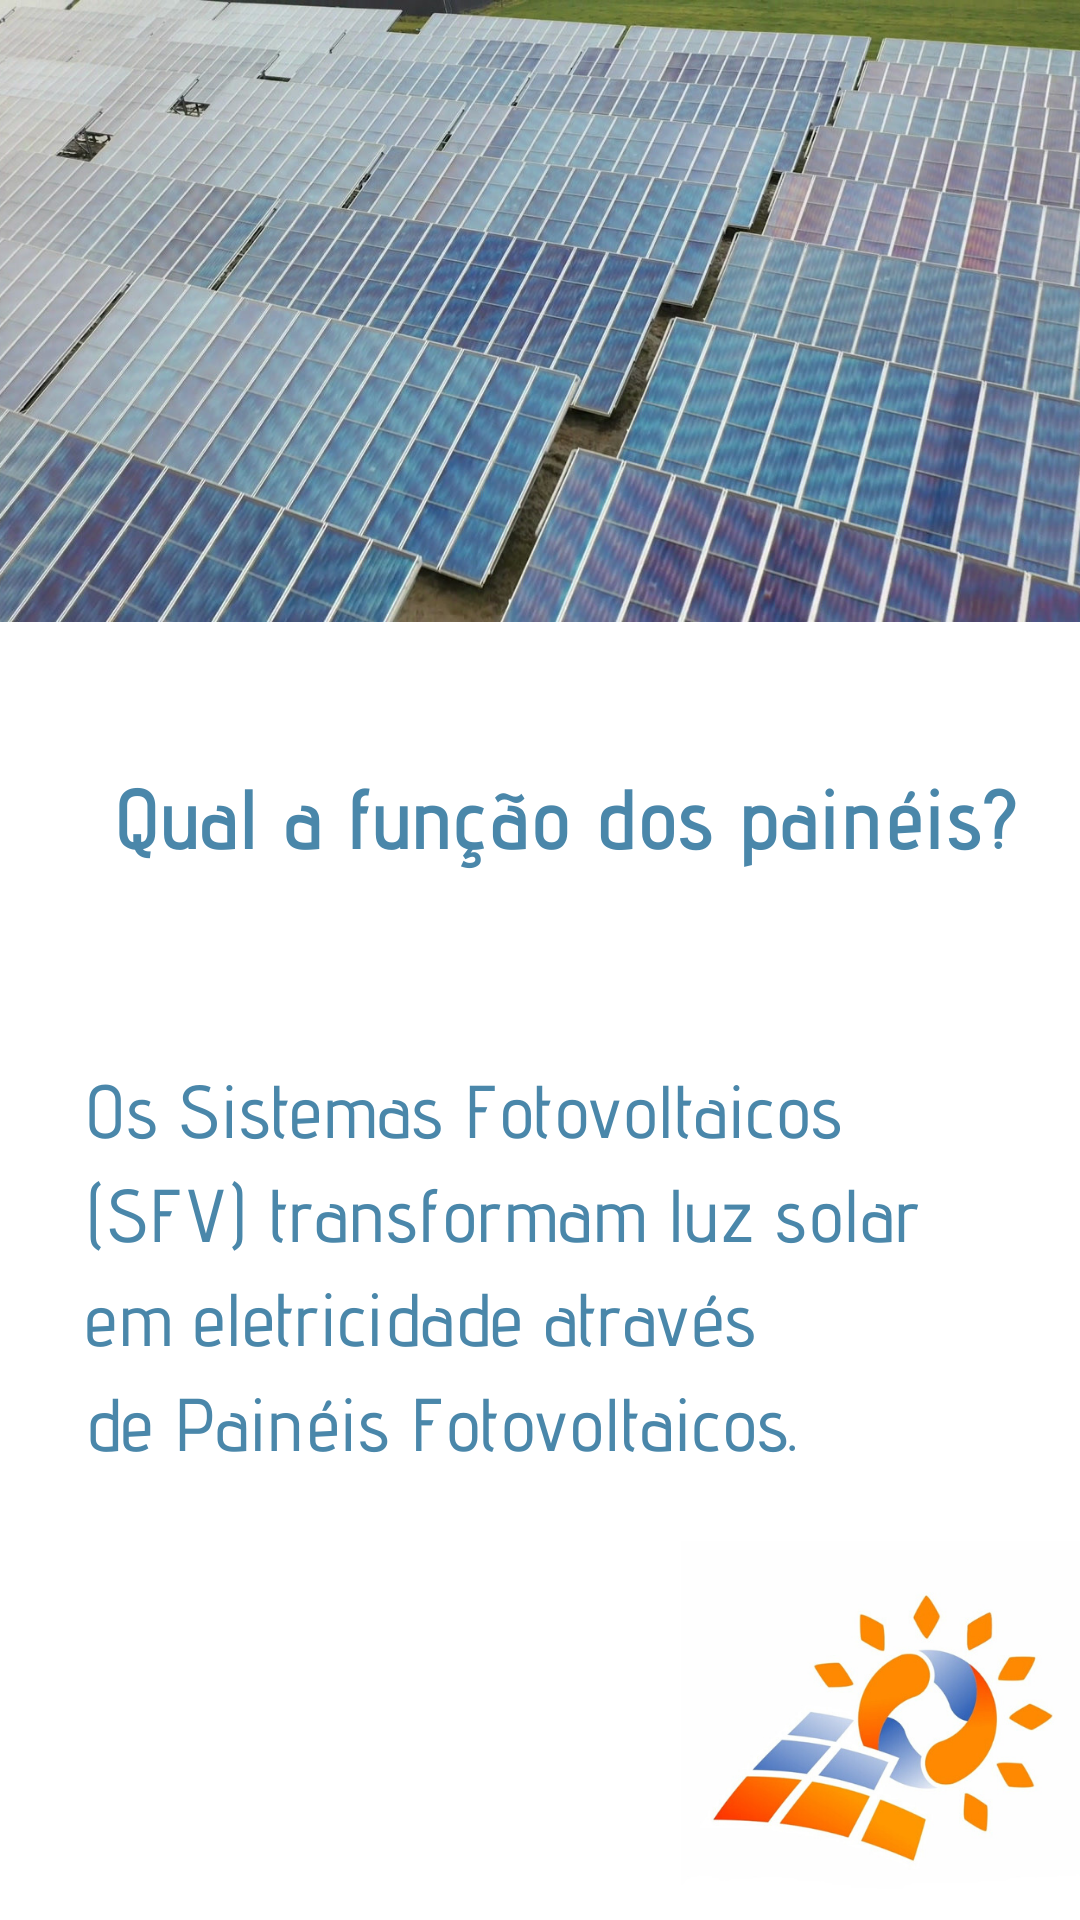 Qual a função dos painéis?
Os Sistemas Fotovoltaicos
(SFV) transformam luz solar
em eletricidade através
de Painéis Fotovoltaicos.